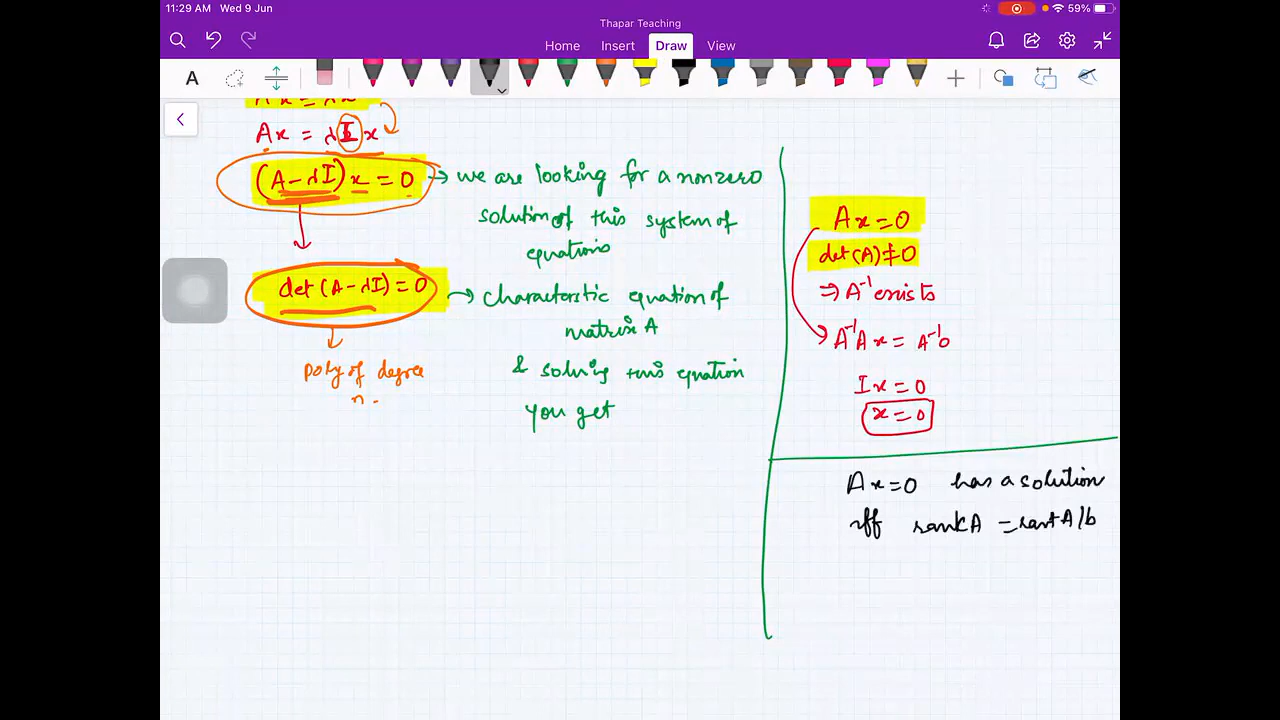 11:29 AM Wed 9 Jun
59%
Thapar Teaching
Home Insert Draw View
A
Ax = λx
Ax = λIx
(A - λI) x = 0 → we are looking for a nonzero
solution of this system of
equations
det (A - λI) = 0 → characterstic equation of
matrix A
poly of degree
n.
& solving this equation
you get
Ax = 0
det (A) ≠ 0
⇒ A⁻¹ exists
A⁻¹Ax = A⁻¹0
Ix = 0
x = 0
Ax = 0 has a solution
iff rank A = rank A/b